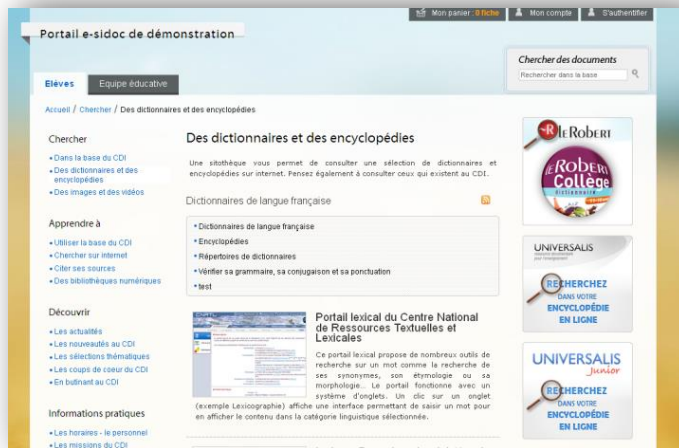 Mon panier : 0 fiche
Mon compte
S'authentifier
Portail e-sidoc de démonstration
Chercher des documents
Rechercher dans la base
Elèves
Equipe éducative
Accueil / Chercher / Des dictionnaires et des encyclopédies
Chercher
Dans la base du CDI
Des dictionnaires et des
encyclopédies
Des images et des vidéos
Apprendre à
Utiliser la base du CDI
Chercher sur internet
Citer ses sources
Des bibliothèques numériques
Découvrir
Les actualités
Les nouveautés au CDI
Les sélections thématiques
Les coups de coeur du CDI
En butinant au CDI
Informations pratiques
Les horaires - le personnel
Les missions du CDI
Des dictionnaires et des encyclopédies
Une sitothèque vous permet de consulter une sélection de dictionnaires et
encyclopédies sur internet. Pensez également à consulter ceux qui existent au CDI.
Dictionnaires de langue française
Dictionnaires de langue française
Encyclopédies
Répertoires de dictionnaires
Vérifier sa grammaire, sa conjugaison et sa ponctuation
test
Portail lexical du Centre National
de Ressources Textuelles et
Lexicales
Ce portail lexical propose de nombreux outils de
recherche sur un mot comme la recherche de
ses synonymes, son étymologie ou sa
morphologie... Le portail fonctionne avec un
système d'onglets. Un clic sur un onglet
(exemple Lexicographie) affiche une interface permettant de saisir un mot pour
en afficher le contenu dans la catégorie linguistique sélectionnée.
LE ROBERT
LE ROBERT
Collège
dictionnaire
UNIVERSALIS
RECHERCHEZ
DANS VOTRE
ENCYCLOPÉDIE
EN LIGNE
UNIVERSALIS
Junior
RECHERCHEZ
DANS VOTRE
ENCYCLOPÉDIE
EN LIGNE